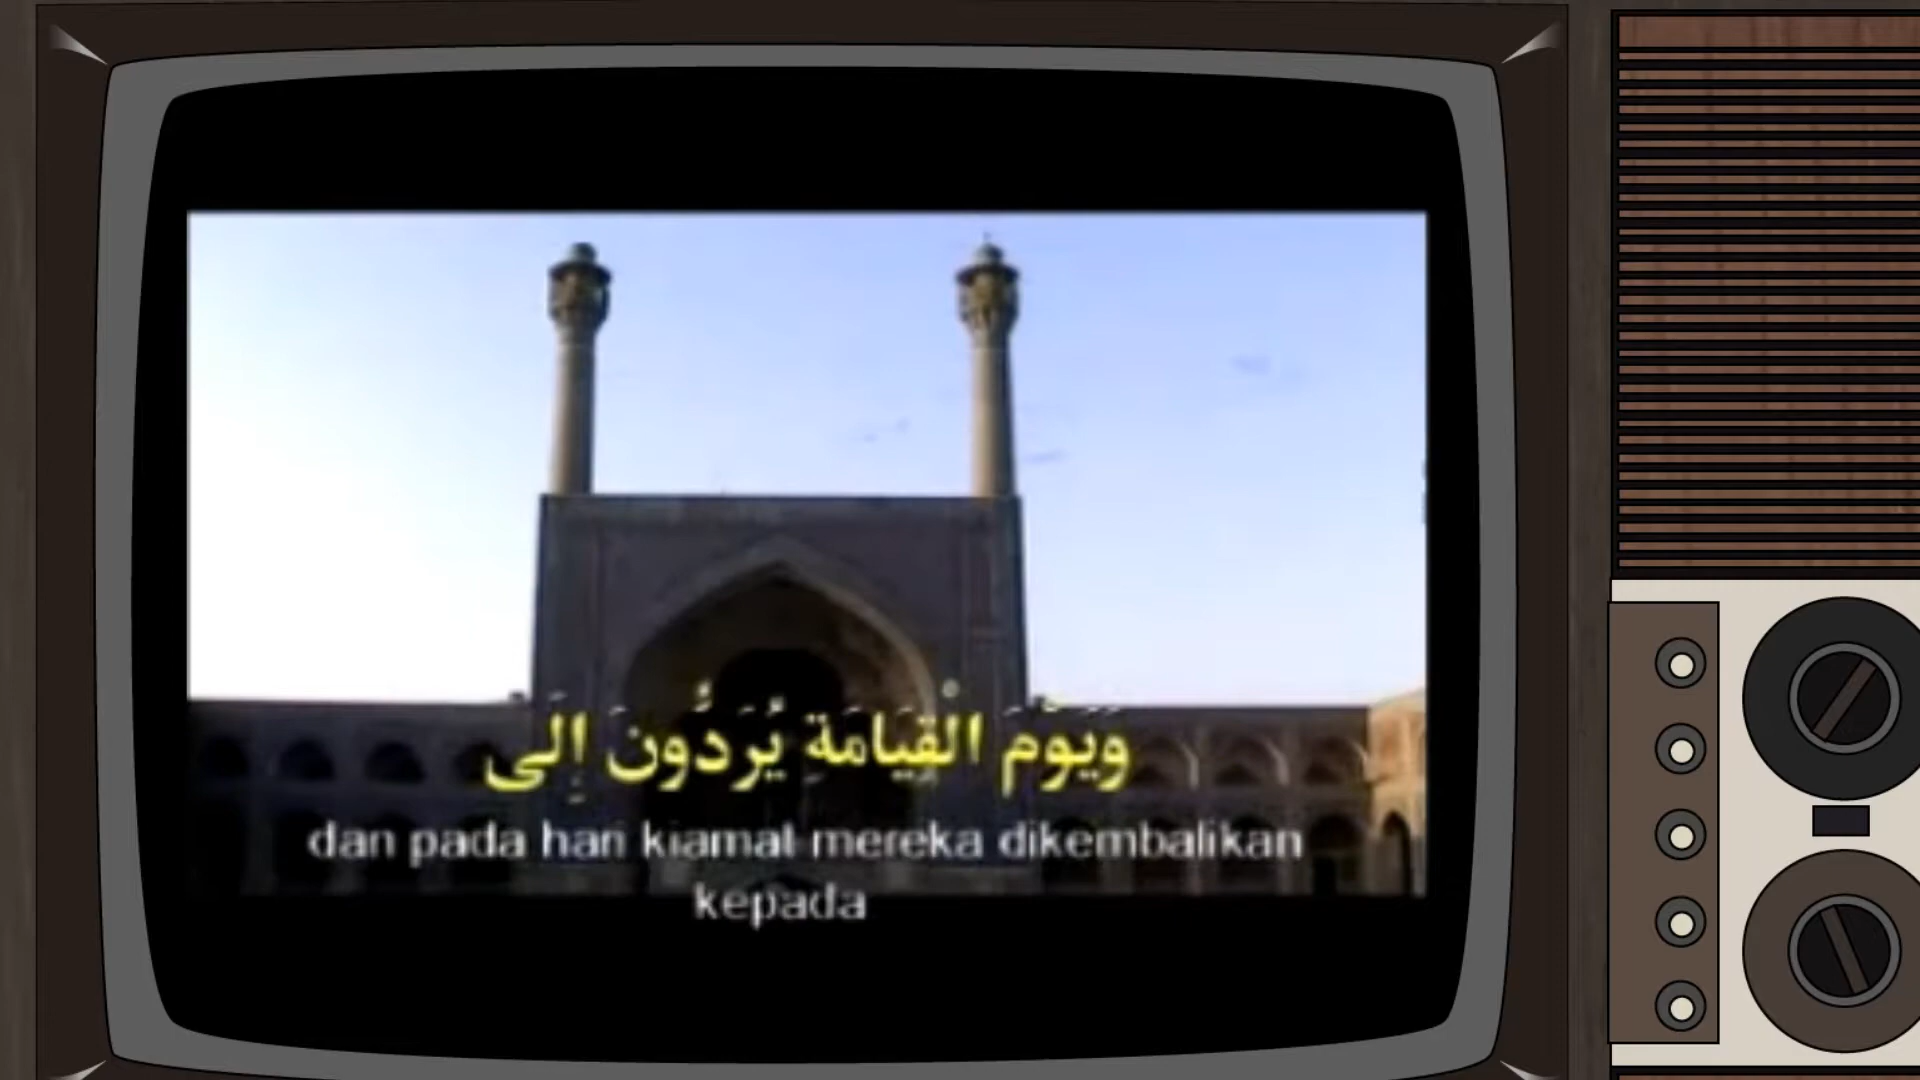 وَيَوْمَ الْقِيَامَةِ يُرَدُّونَ إِلَى
dan pada hari kiamat mereka dikembalikan
kepada